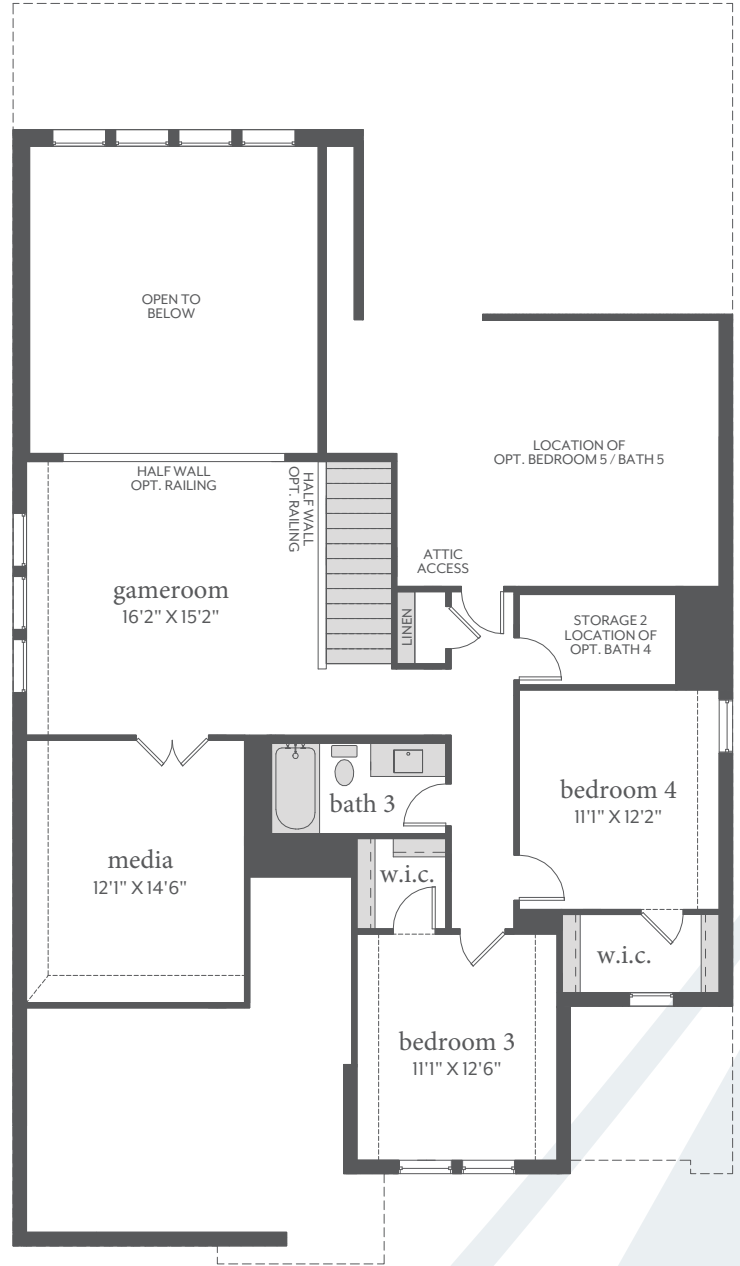 OPEN TO
BELOW
LOCATION OF
OPT. BEDROOM 5 / BATH 5
HALF WALL
OPT. RAILING
HALF WALL
OPT. RAILING
ATTIC
ACCESS
gameroom
16'2" X 15'2"
LINEN
STORAGE 2
LOCATION OF
OPT. BATH 4
bath 3
bedroom 4
11'1" X 12'2"
media
12'1" X 14'6"
w.i.c.
w.i.c.
bedroom 3
11'1" X 12'6"